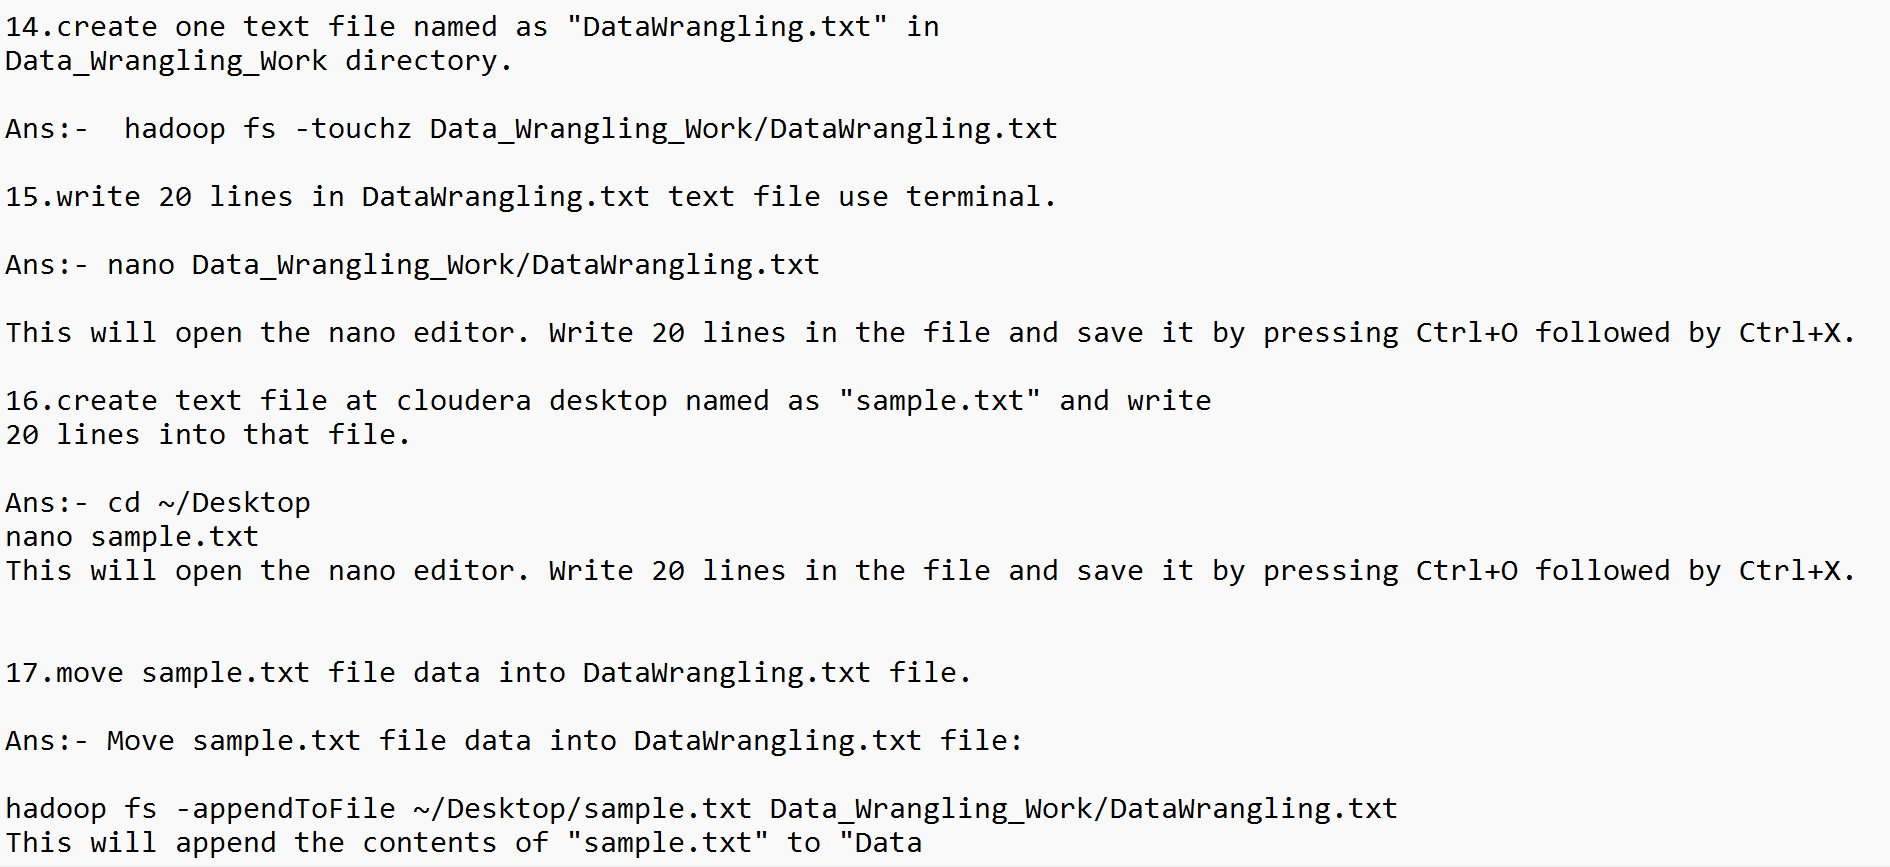 14.create one text file named as "DataWrangling.txt" in
Data_Wrangling_Work directory.
Ans:-  hadoop fs -touchz Data_Wrangling_Work/DataWrangling.txt
15.write 20 lines in DataWrangling.txt text file use terminal.
Ans:- nano Data_Wrangling_Work/DataWrangling.txt
This will open the nano editor. Write 20 lines in the file and save it by pressing Ctrl+O followed by Ctrl+X.
16.create text file at cloudera desktop named as "sample.txt" and write
20 lines into that file.
Ans:- cd ~/Desktop
nano sample.txt
This will open the nano editor. Write 20 lines in the file and save it by pressing Ctrl+O followed by Ctrl+X.
17.move sample.txt file data into DataWrangling.txt file.
Ans:- Move sample.txt file data into DataWrangling.txt file:
hadoop fs -appendToFile ~/Desktop/sample.txt Data_Wrangling_Work/DataWrangling.txt
This will append the contents of "sample.txt" to "Data